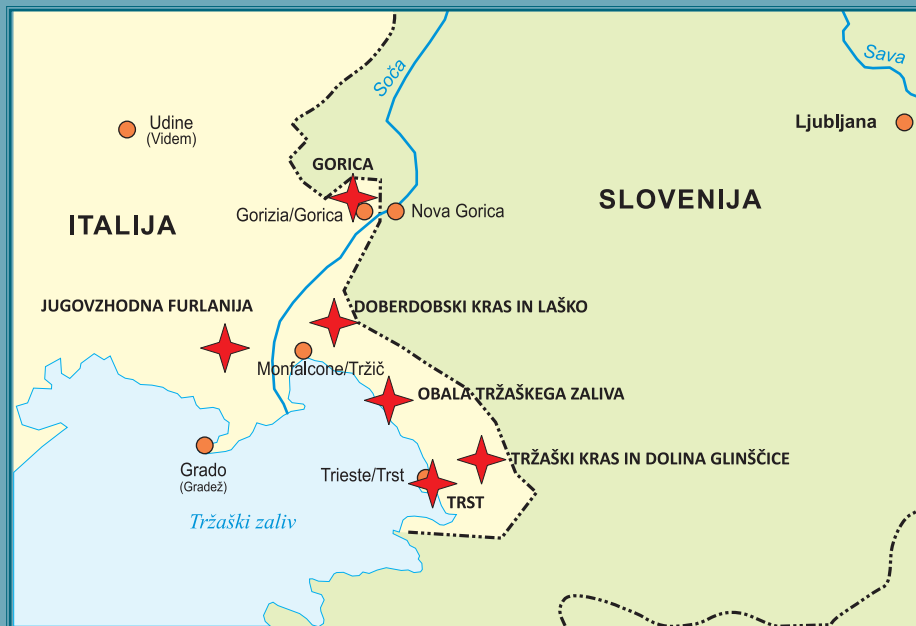 Soča
Sava
Udine
(Videm)
Ljubljana
GORICA
SLOVENIJA
ITALIJA
Gorizia/Gorica
Nova Gorica
JUGOVZHODNA FURLANIJA
DOBERDOBSKI KRAS IN LAŠKO
Monfalcone/Tržič
OBALA TRŽAŠKEGA ZALIVA
TRŽAŠKI KRAS IN DOLINA GLINŠČICE
Grado
(Gradež)
Trieste/Trst
TRST
Tržaški zaliv